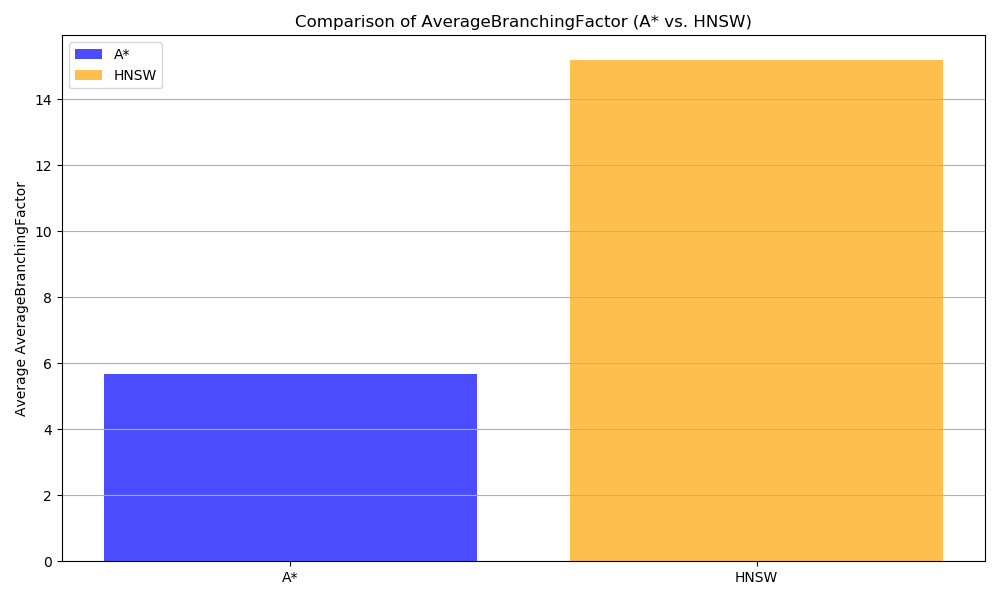 Comparison of AverageBranchingFactor (A* vs. HNSW)
A*
HNSW
Average AverageBranchingFactor
14
12
10
8
6
4
2
0
A*
HNSW